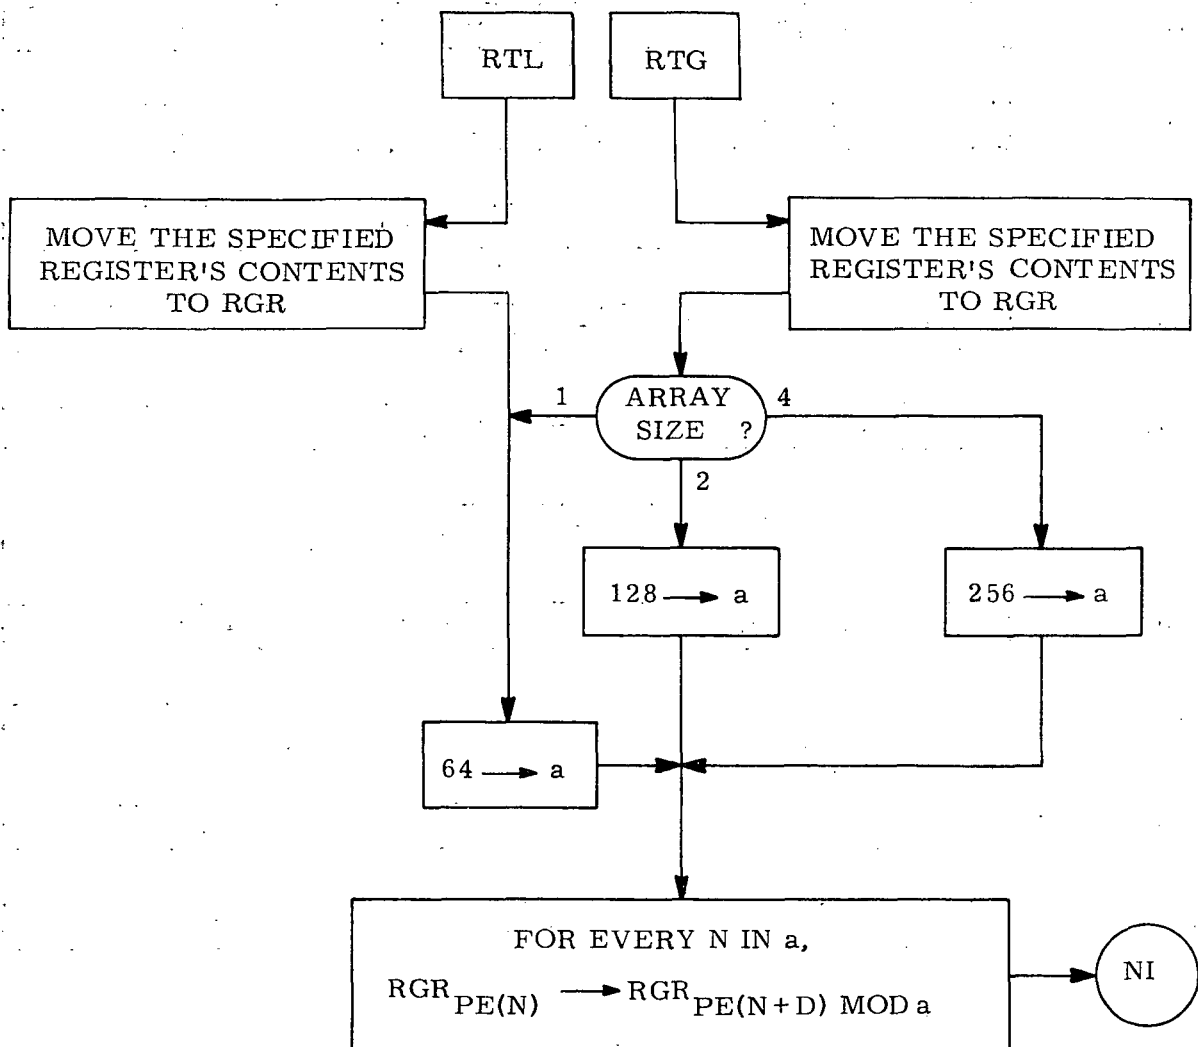 RTL
RTG
MOVE THE SPECIFIED
REGISTER'S CONTENTS
TO RGR
MOVE THE SPECIFIED
REGISTER'S CONTENTS
TO RGR
1
ARRAY
SIZE ?
4
2
128 → a
256 → a
64 → a
FOR EVERY N IN a,
RGR PE(N) → RGR PE(N+D) MOD a
NI